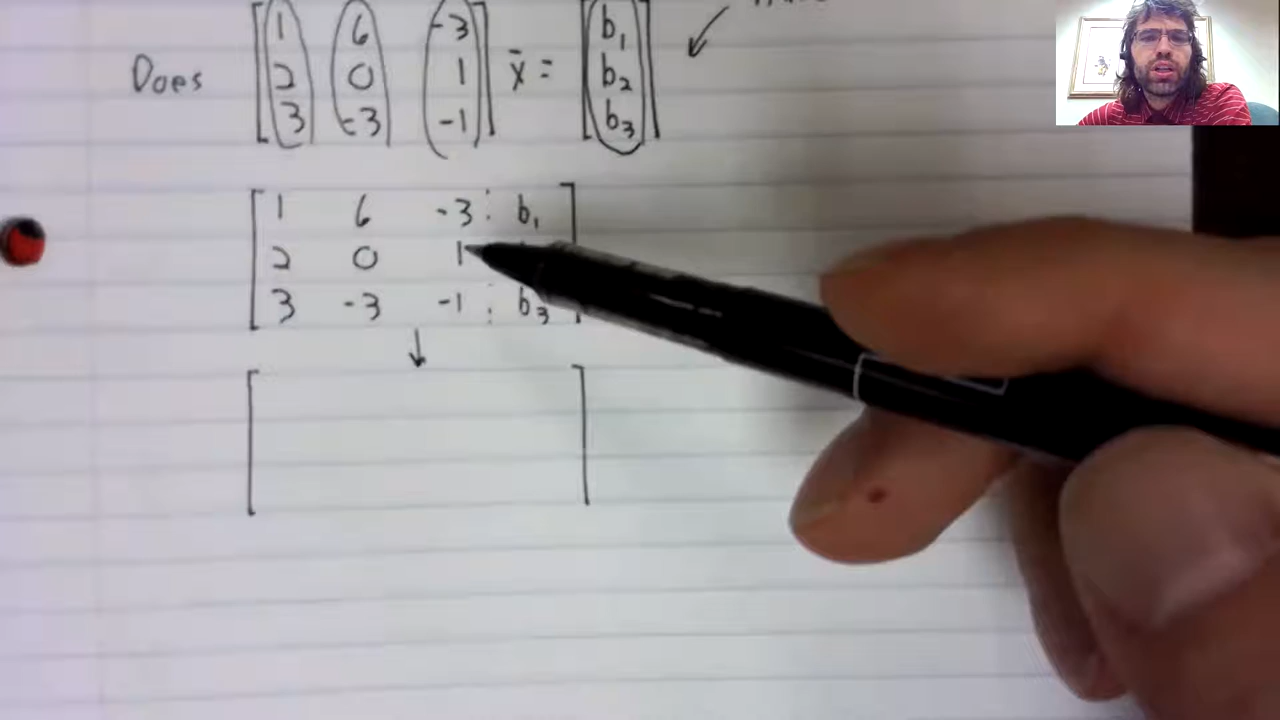 Does [1 6 -3] [b₁]
[2 0 1] x̄ = [b₂]
[3 -3 -1] [b₃]
[1 6 -3 ⋮ b₁]
[2 0 1
[3 -3 -1 ⋮ b₃]
↓
[ ]